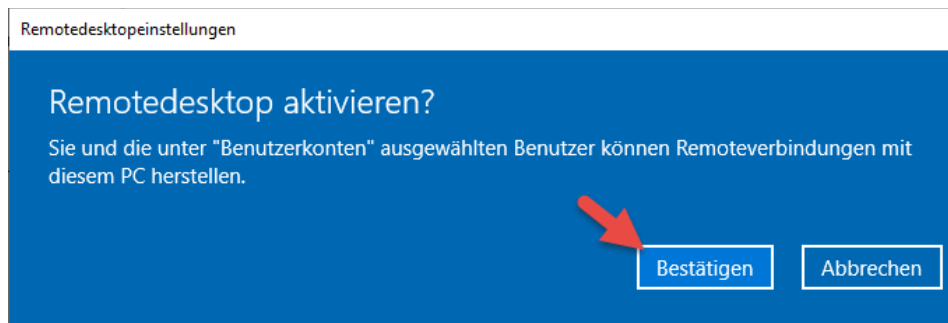 Remotedesktopeinstellungen
Remotedesktop aktivieren?
Sie und die unter "Benutzerkonten" ausgewählten Benutzer können Remoteverbindungen mit
diesem PC herstellen.
Bestätigen
Abbrechen